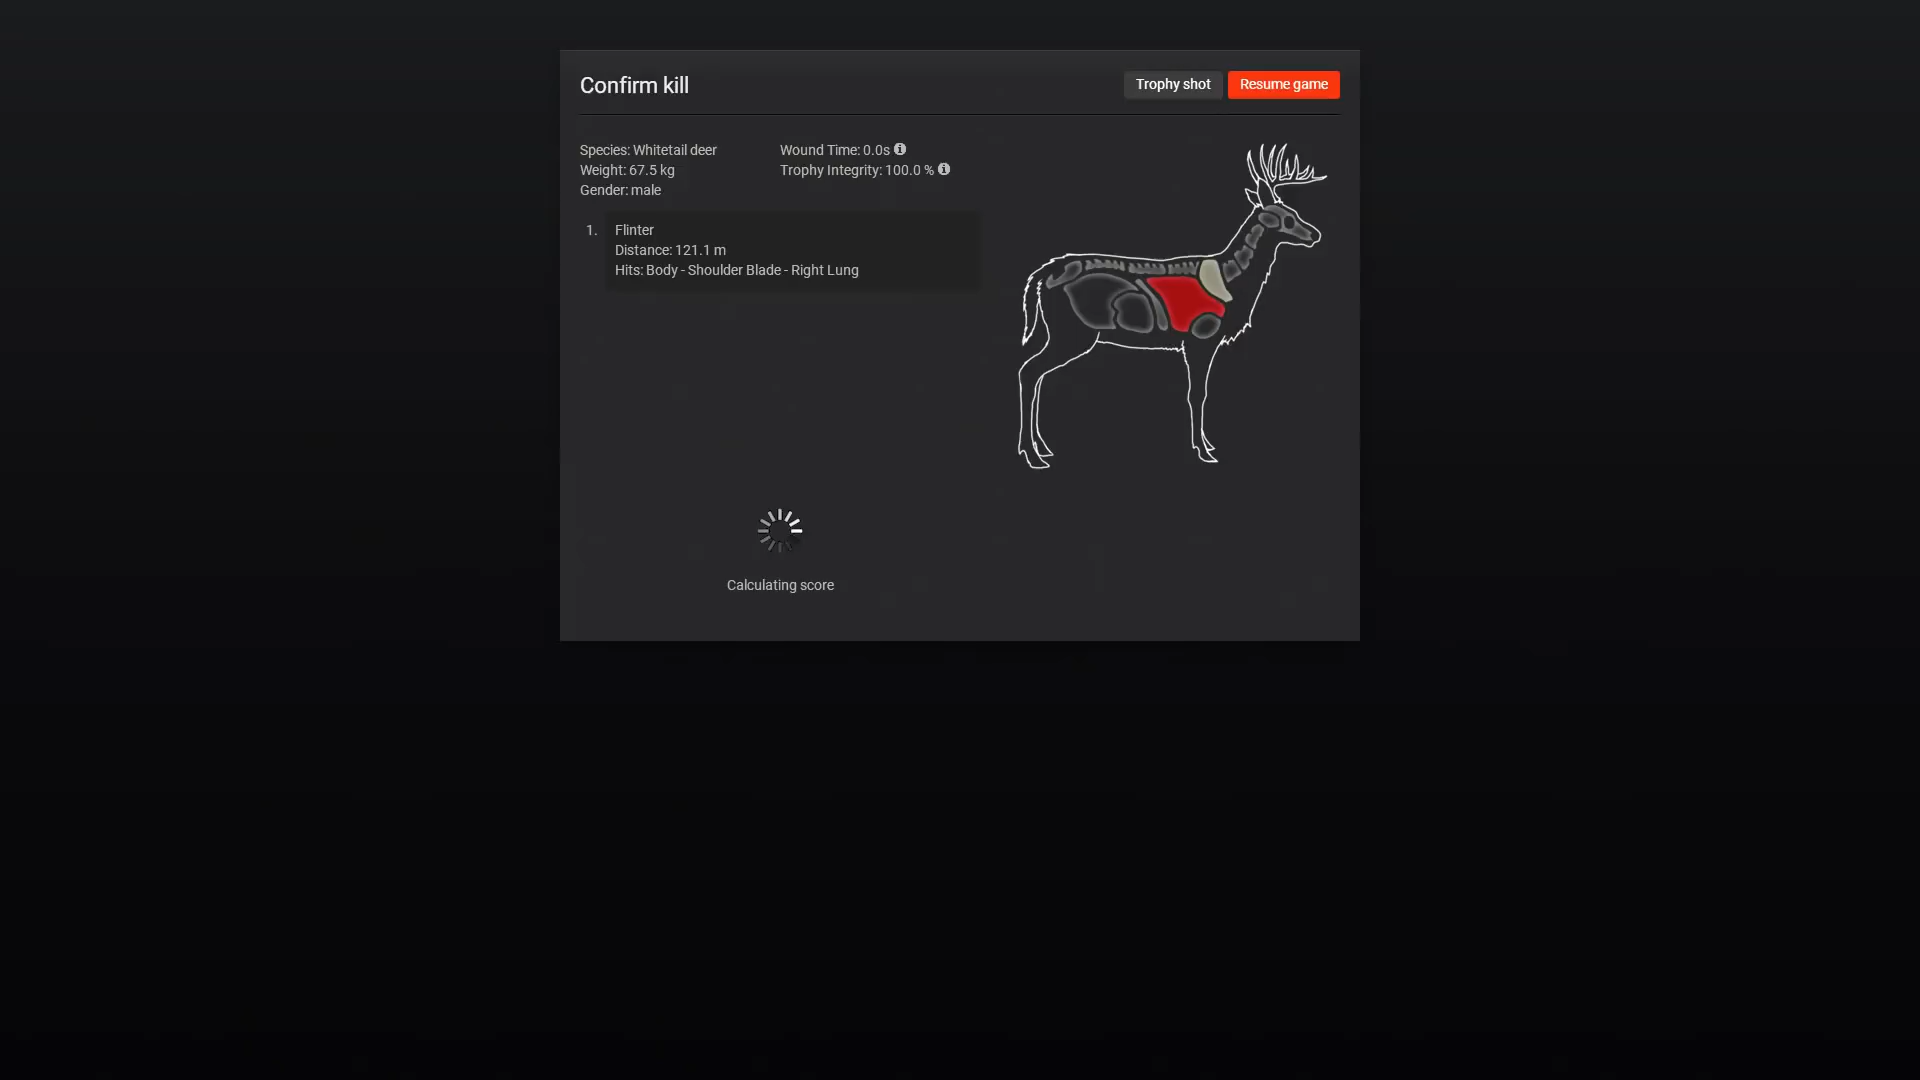 Confirm kill
Trophy shot
Resume game
Species: Whitetail deer
Weight: 67.5 kg
Gender: male
Wound Time: 0.0s
Trophy Integrity: 100.0 %
1.
Flinter
Distance: 121.1 m
Hits: Body - Shoulder Blade - Right Lung
Calculating score